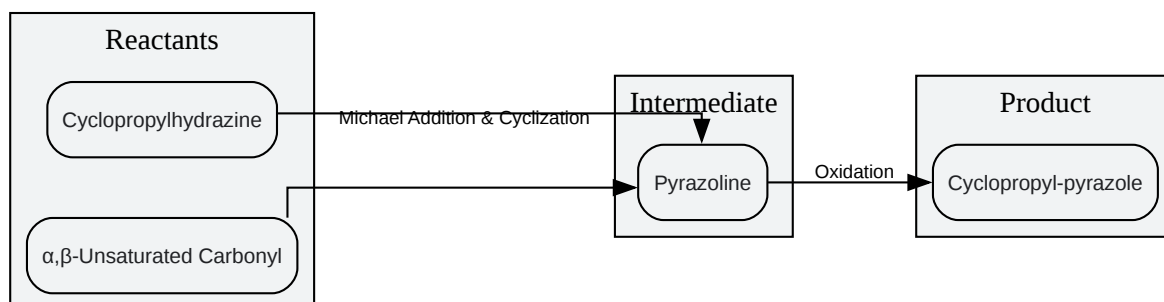 Reactants
Cyclopropylhydrazine
α,β-Unsaturated Carbonyl
Michael Addition & Cyclization
Intermediate
Pyrazoline
Oxidation
Product
Cyclopropyl-pyrazole